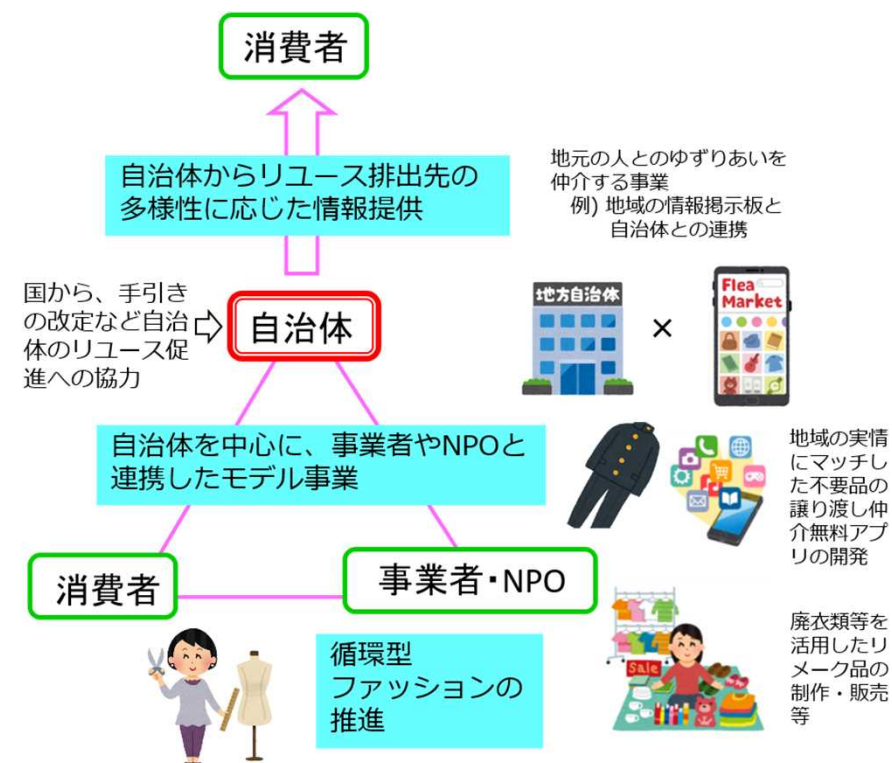 消費者
自治体からリユース排出先の
多様性に応じた情報提供
地元の人とのゆずりあいを
仲介する事業
例) 地域の情報掲示板と
自治体との連携
国から、手引き
の改定など自治
体のリユース促
進への協力
自治体
地方自治体
×
Flea
Market
自治体を中心に、事業者やNPOと
連携したモデル事業
地域の実情
にマッチし
た不要品の
譲り渡し仲
介無料アプ
リの開発
消費者
事業者・NPO
循環型
ファッションの
推進
Sale
廃衣類等を
活用したリ
メーク品の
制作・販売
等